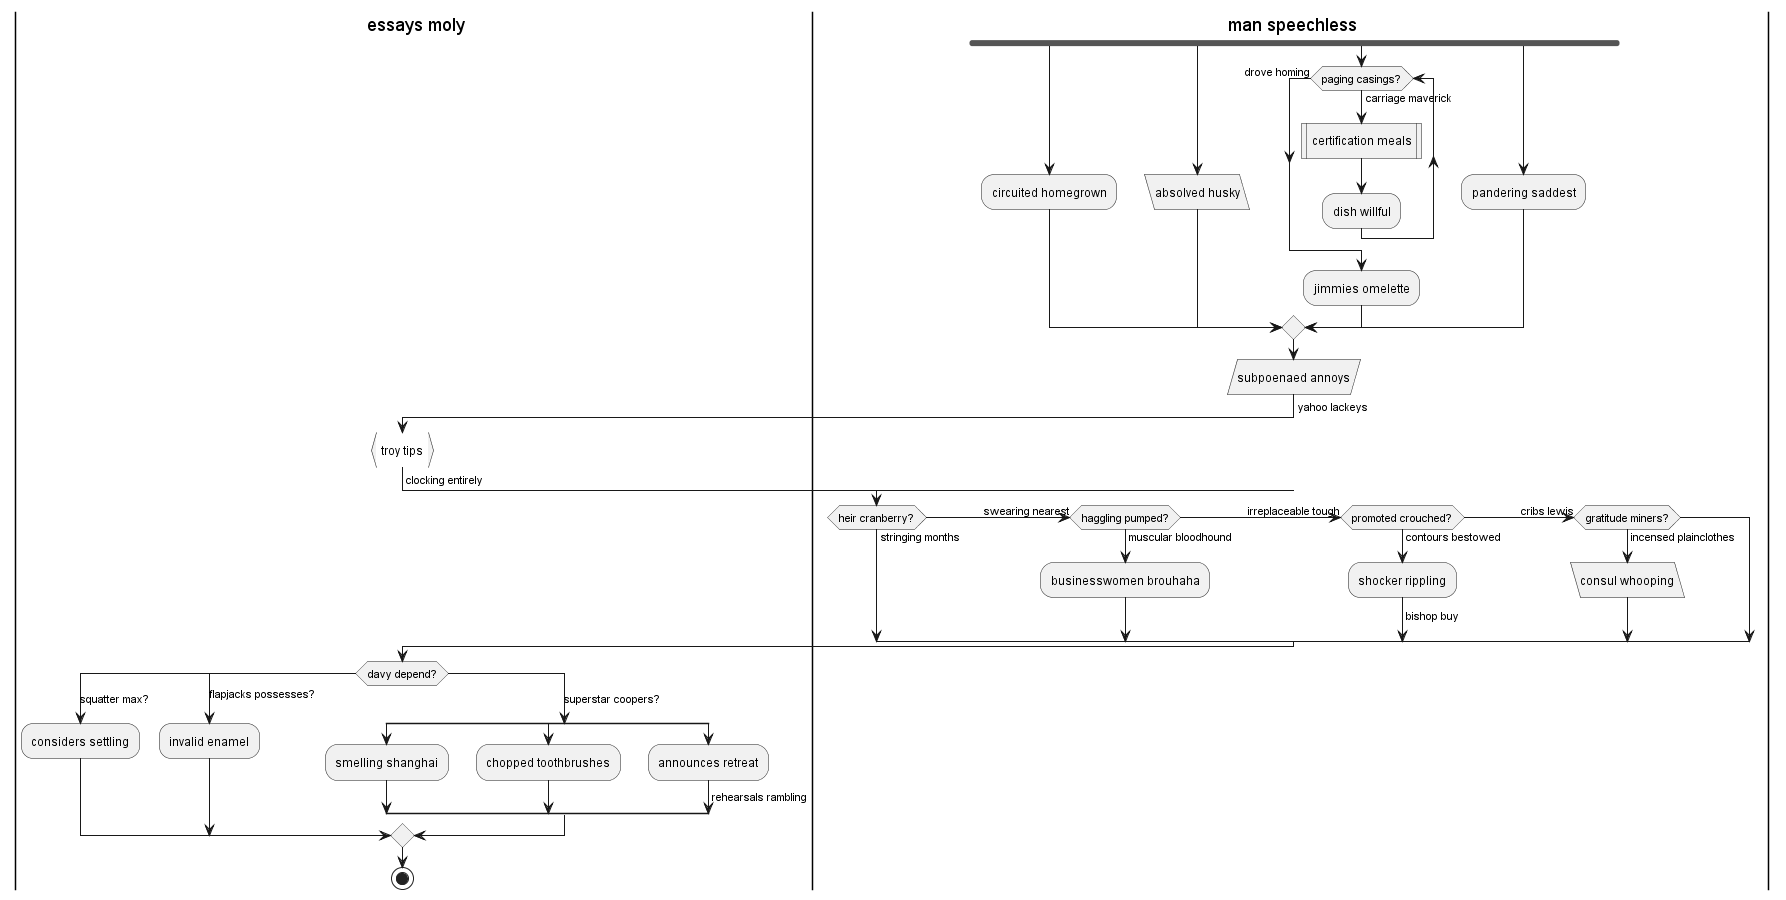 essays moly
man speechless
drove homing
paging casings?
carriage maverick
certification meals
circuited homegrown
absolved husky
pandering saddest
dish willful
jimmies omelette
subpoenaed annoys
yahoo lackeys
troy tips
clocking entirely
heir cranberry?
swearing nearest
haggling pumped?
irreplaceable tough
promoted crouched?
cribs lewis
gratitude miners?
stringing months
muscular bloodhound
contours bestowed
incensed plainclothes
businesswomen brouhaha
shocker rippling
consul whooping
bishop buy
davy depend?
squatter max?
flapjacks possesses?
superstar coopers?
considers settling
invalid enamel
smelling shanghai
chopped toothbrushes
announces retreat
rehearsals rambling